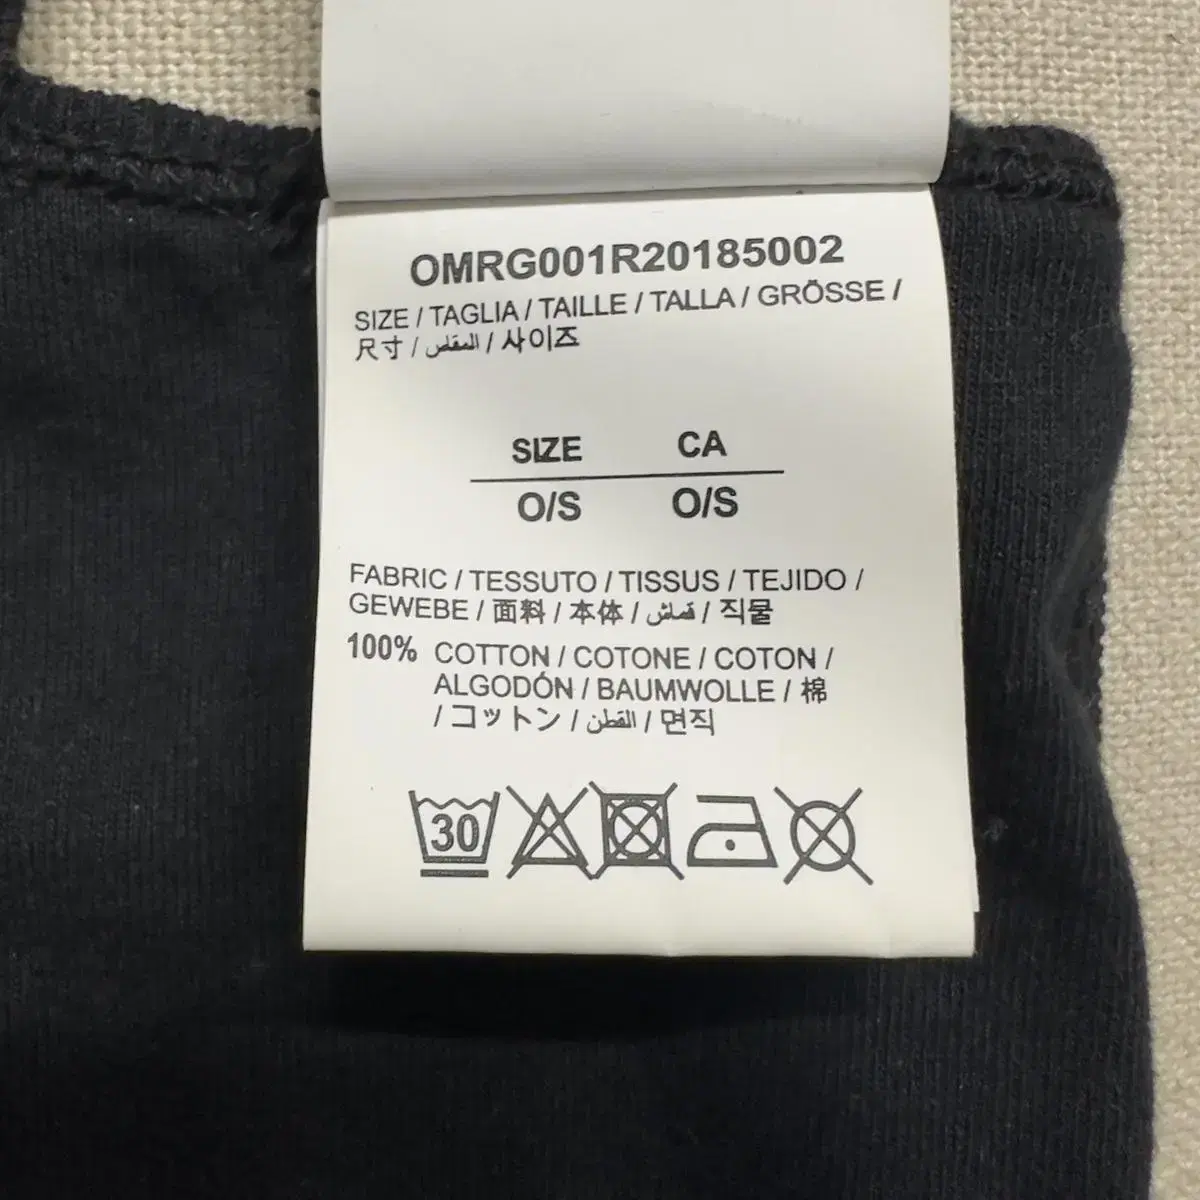 OMRG001R20185002
SIZE / TAGLIA / TAILLE / TALLA / GRÖSSE /
尺寸 / المقاس / 사이즈
SIZE CA
O/S O/S
FABRIC / TESSUTO / TISSUS / TEJIDO /
GEWEBE / 面料 / 本体 / قماش / 직물
100% COTTON / COTONE / COTON /
ALGODÓN / BAUMWOLLE / 棉
/ コットン / القطن / 면직
30